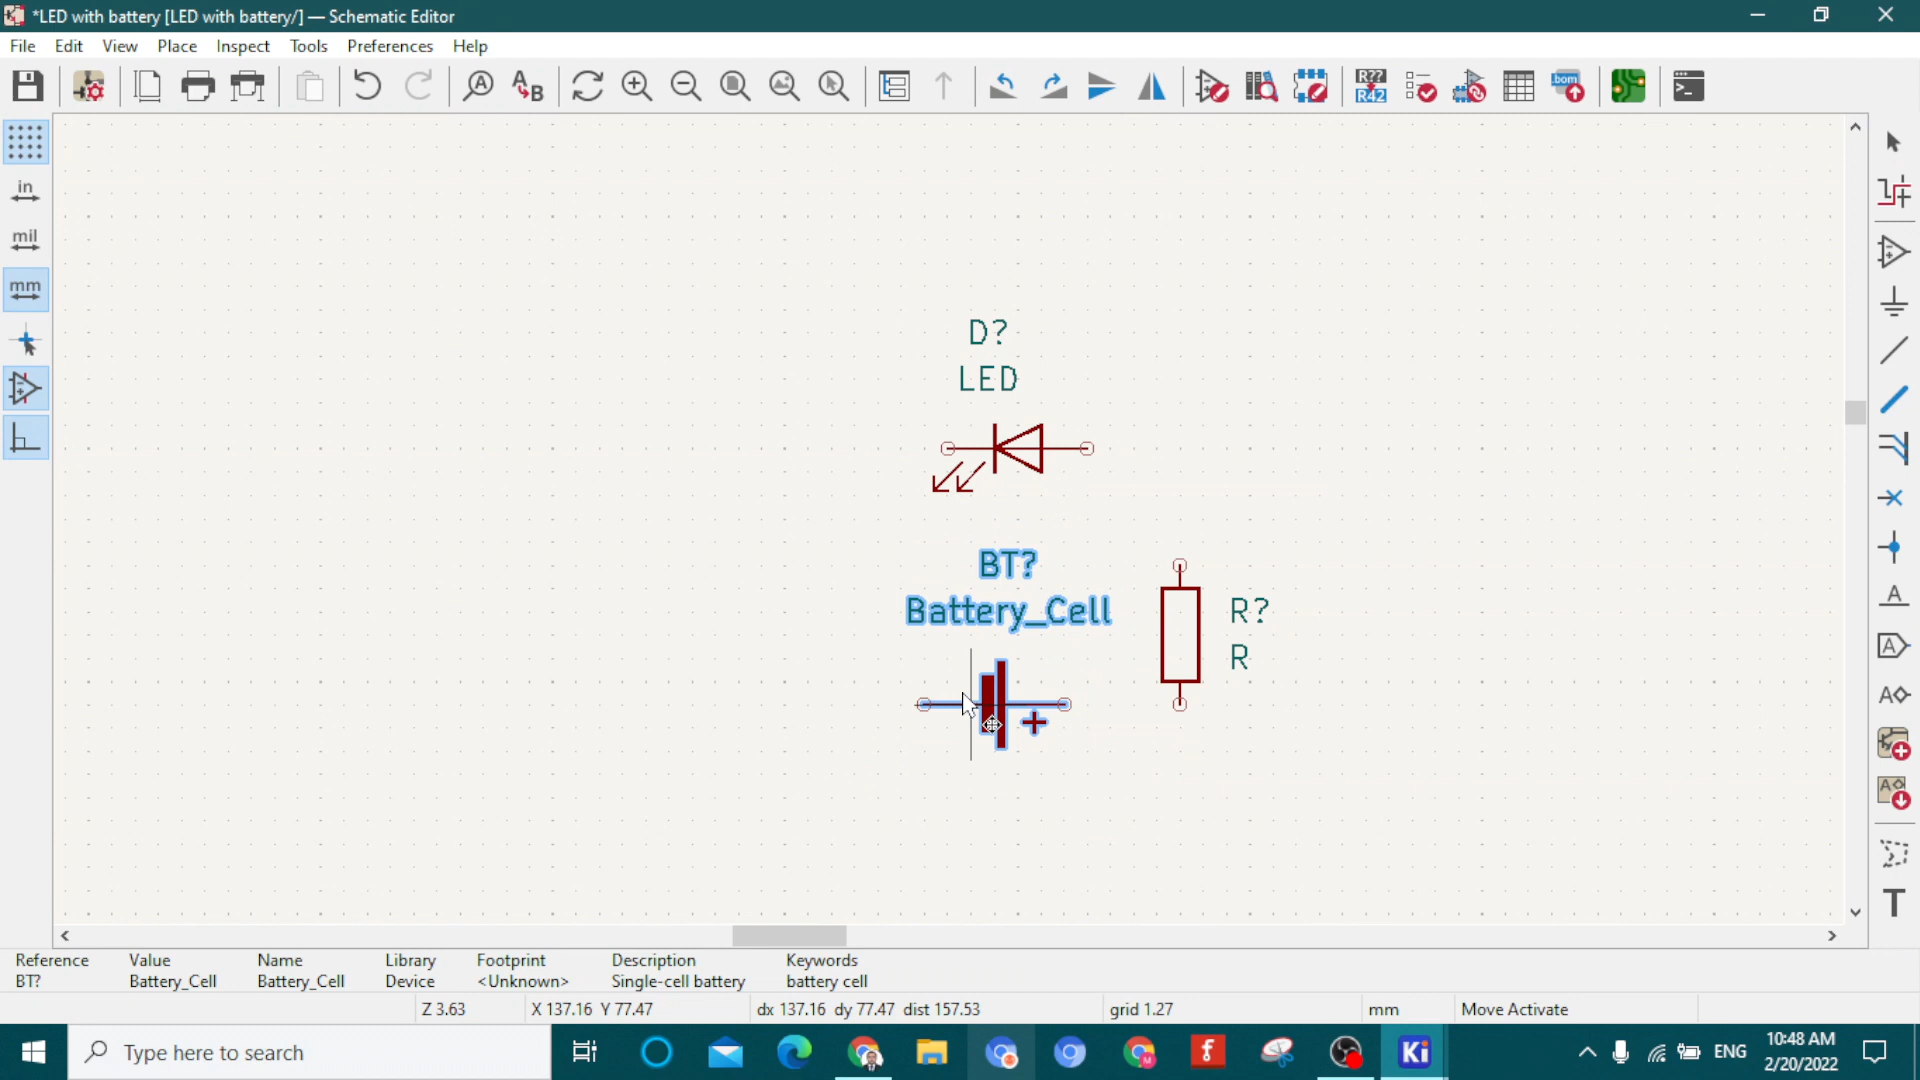 *LED with battery [LED with battery/] — Schematic Editor
File Edit View Place Inspect Tools Preferences Help
A
A B
R??
R42
.bom
>_
in
mil
mm
D?
LED
BT?
Battery_Cell
+
R?
R
A
A
A
A
T
Reference Value Name Library Footprint Description Keywords
BT? Battery_Cell Battery_Cell Device <Unknown> Single-cell battery battery cell
Z 3.63 X 137.16 Y 77.47 dx 137.16 dy 77.47 dist 157.53 grid 1.27 mm Move Activate
Type here to search
M
f
Ki
ENG
10:48 AM
2/20/2022